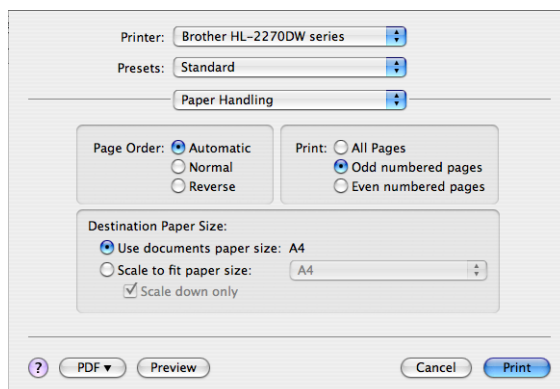 Printer: Brother HL-2270DW series
Presets: Standard
Paper Handling
Page Order: Automatic
Normal
Reverse
Print: All Pages
Odd numbered pages
Even numbered pages
Destination Paper Size:
Use documents paper size: A4
Scale to fit paper size: A4
Scale down only
? PDF ▼ Preview Cancel Print